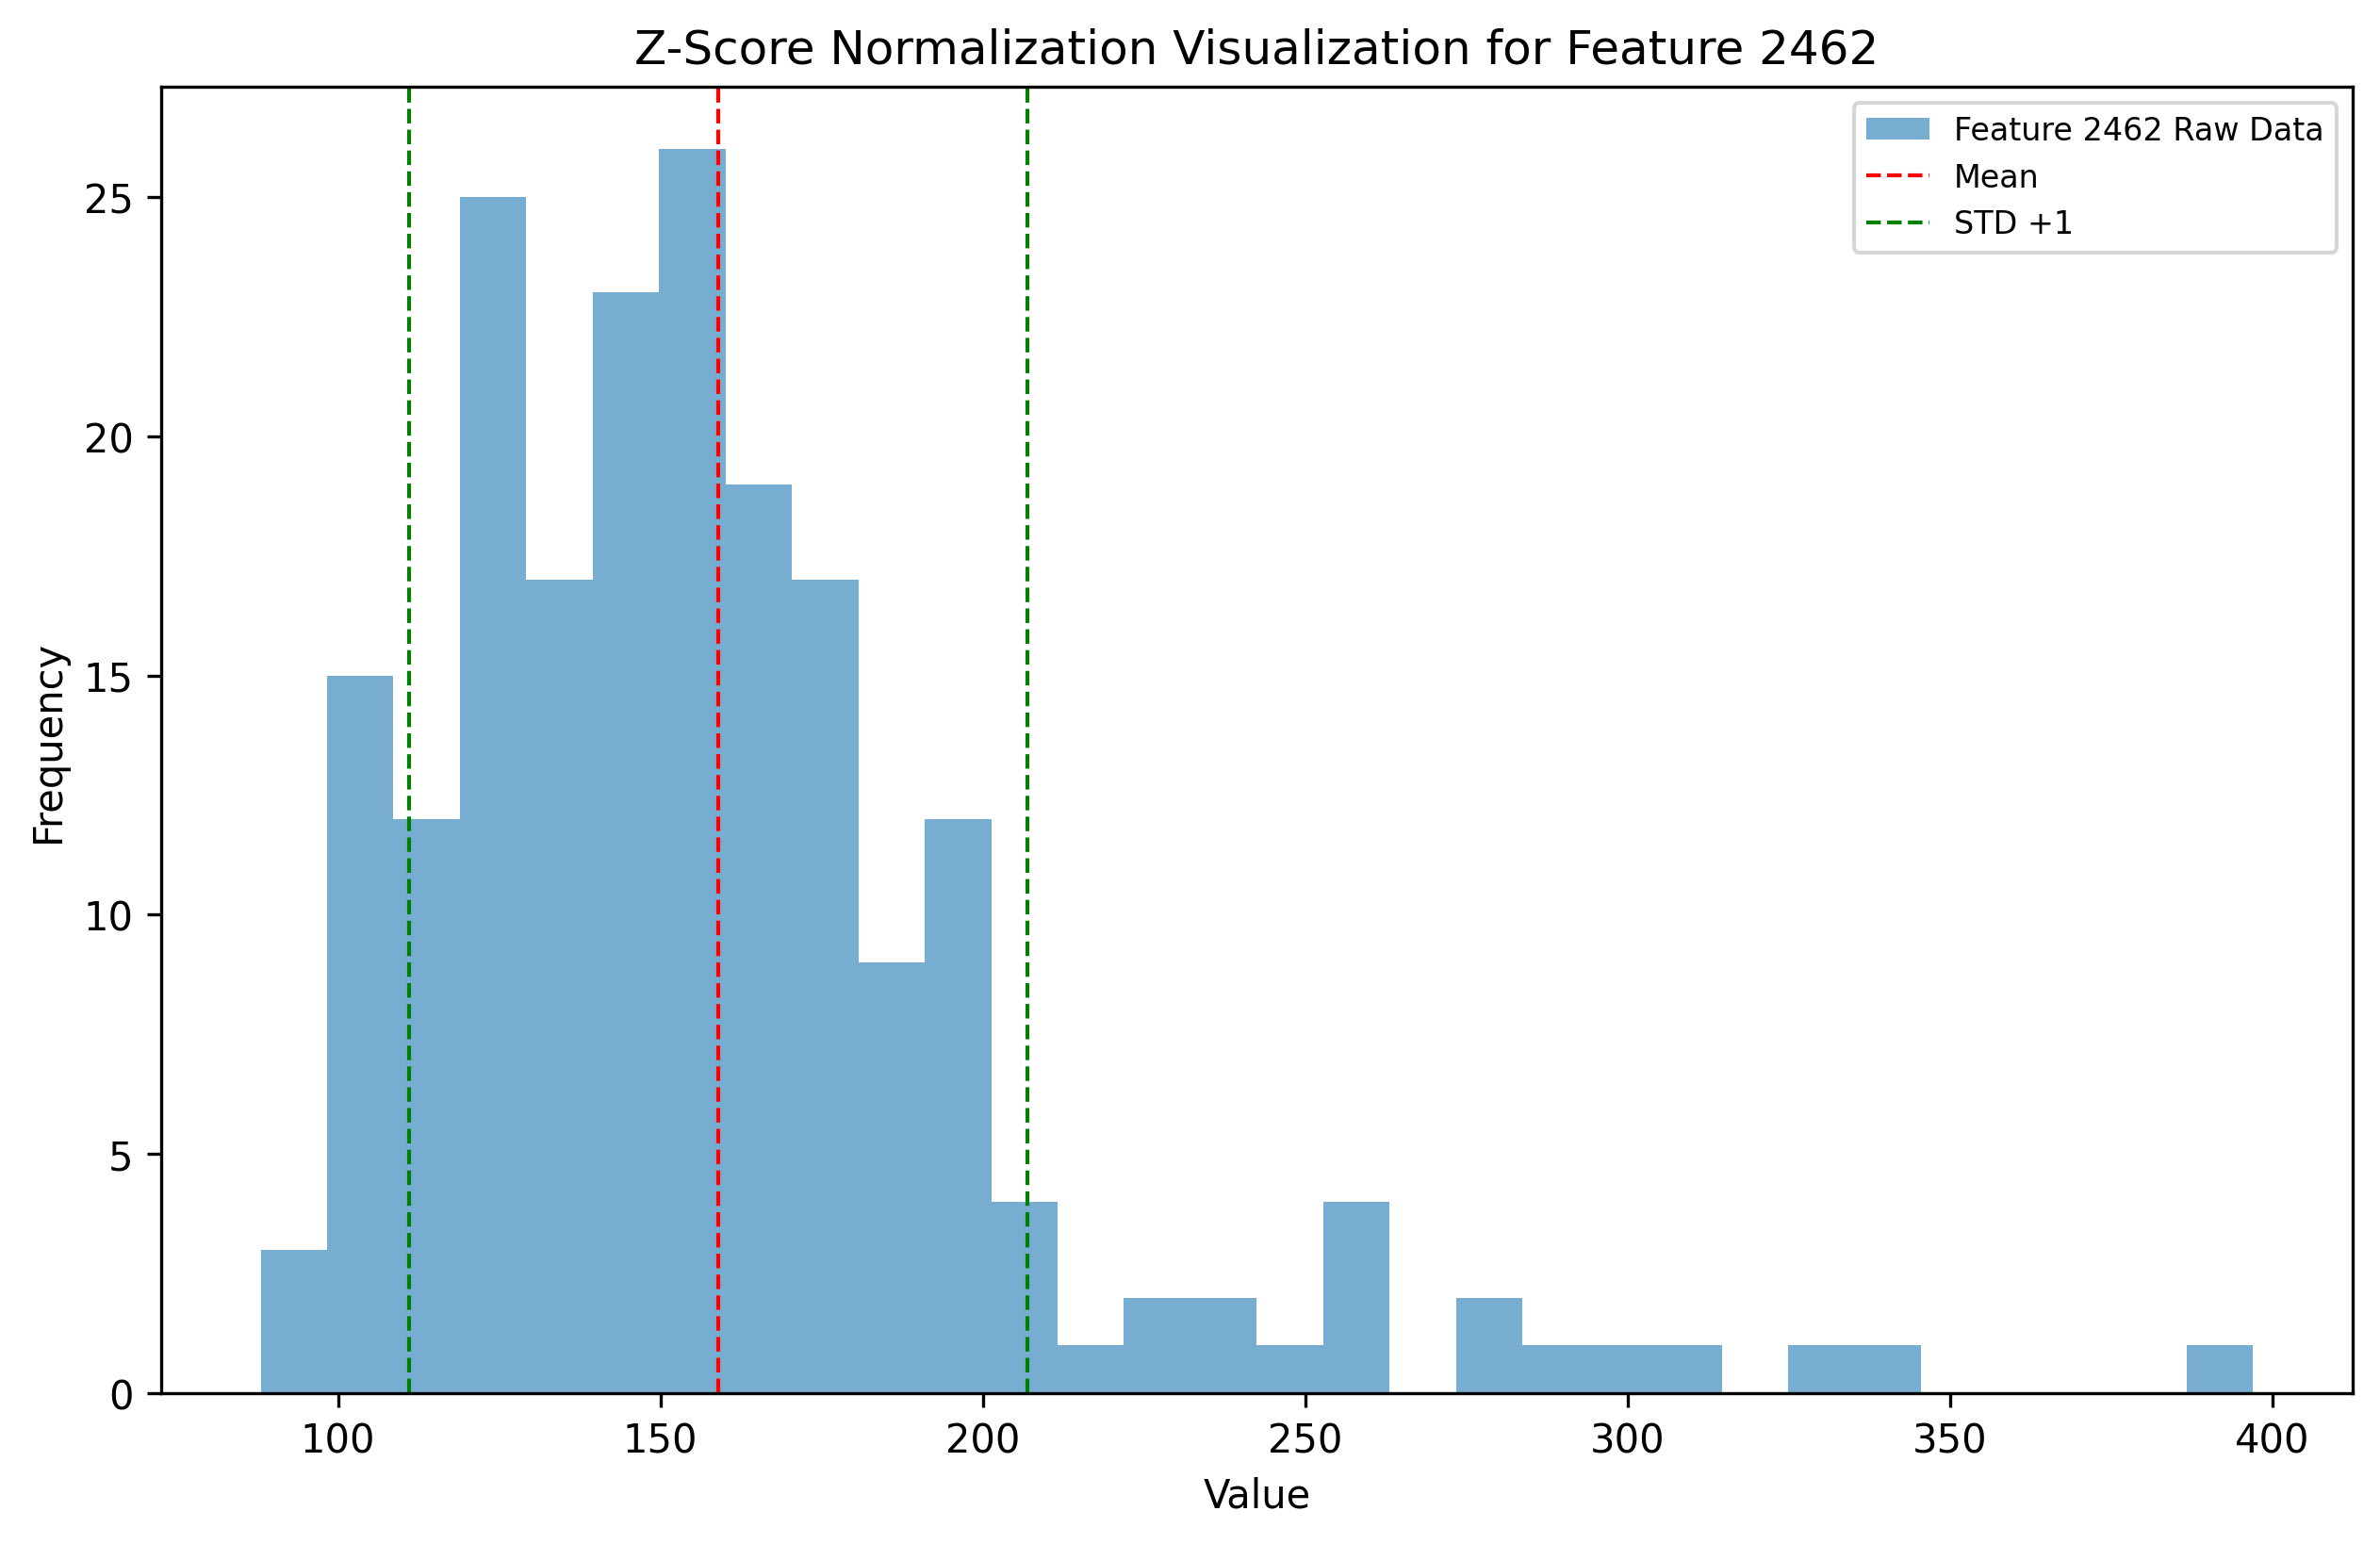 Z-Score Normalization Visualization for Feature 2462
Feature 2462 Raw Data
Mean
STD +1
Frequency
25
20
15
10
5
0
100 150 200 250 300 350 400
Value